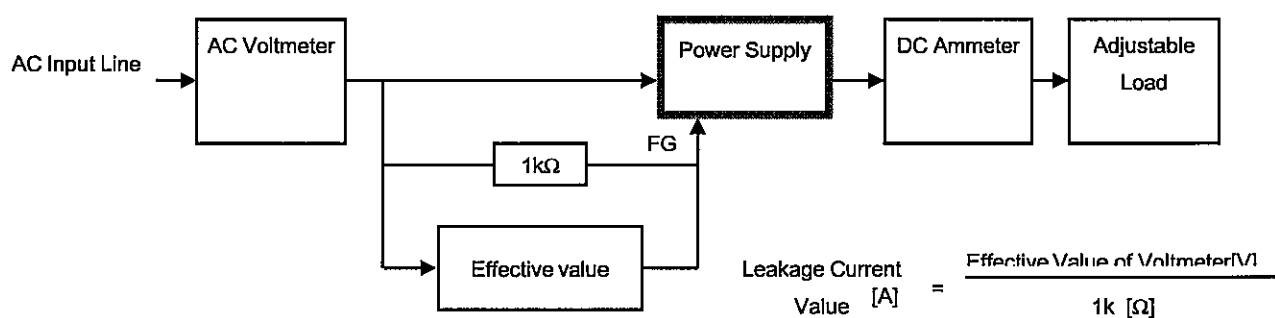 AC Input Line
AC Voltmeter
Power Supply
DC Ammeter
Adjustable
Load
FG
1kΩ
Effective value
Leakage Current
Value [A] =
Effective Value of Voltmeter[V]
1k [Ω]